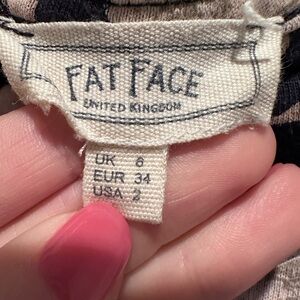 FAT FACE
UNITED KINGDOM
UK 6
EUR 34
USA 2